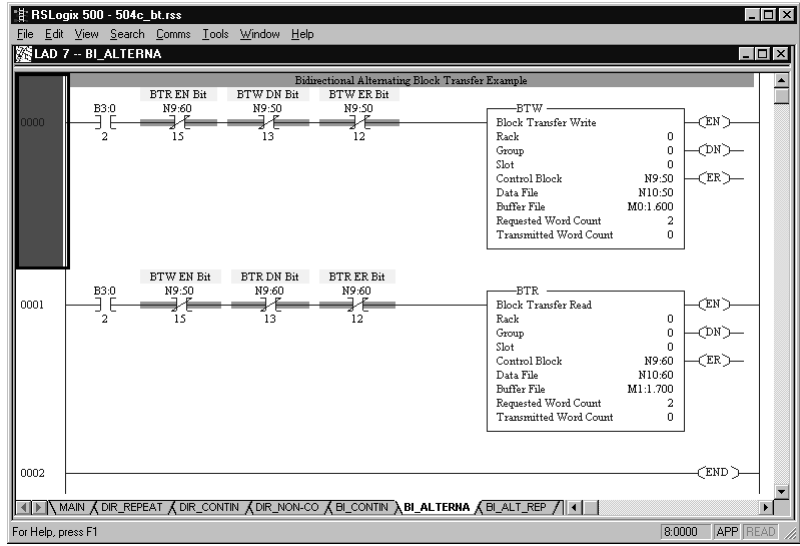 RSLogix 500 - 504c_bt.rss
File Edit View Search Comms Tools Window Help
LAD 7 -- BI_ALTERNA
Bidirectional Alternating Block Transfer Example
BTR EN Bit BTW DN Bit BTW ER Bit
B3:0 N9:60 N9:50 N9:50
0000
2 15 13 12
BTW
Block Transfer Write
Rack 0
Group 0
Slot 0
Control Block N9:50
Data File N10:50
Buffer File M0:1.600
Requested Word Count 2
Transmitted Word Count 0
EN
DN
ER
BTW EN Bit BTR DN Bit BTR ER Bit
B3:0 N9:50 N9:60 N9:60
0001
2 15 13 12
BTR
Block Transfer Read
Rack 0
Group 0
Slot 0
Control Block N9:60
Data File N10:60
Buffer File M1:1.700
Requested Word Count 2
Transmitted Word Count 0
EN
DN
ER
0002
END
MAIN DIR_REPEAT DIR_CONTIN DIR_NON-CO BI_CONTIN BI_ALTERNA BI_ALT_REP
For Help, press F1 8:0000 APP READ